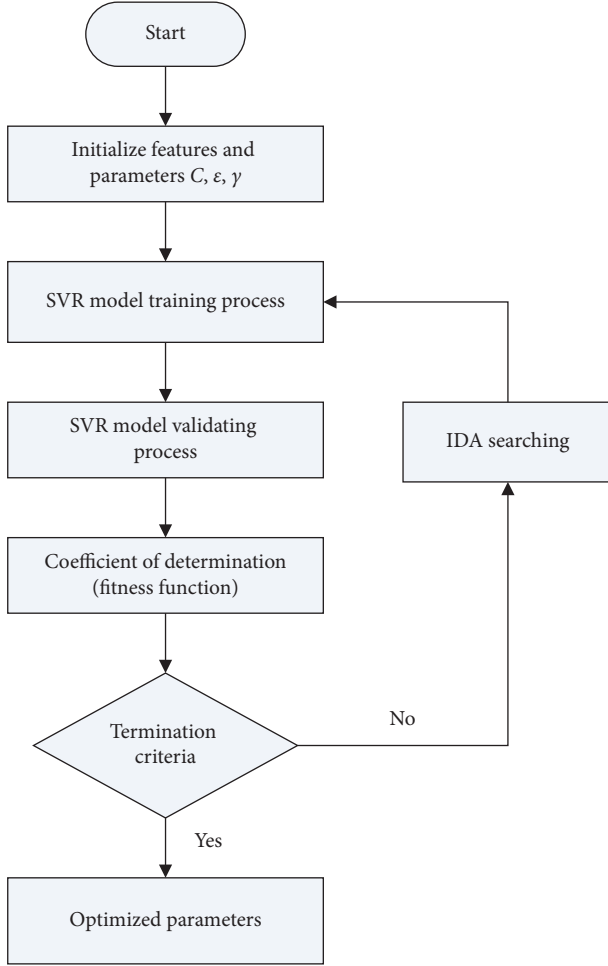 Start
Initialize features and
parameters C, ε, γ
SVR model training process
SVR model validating
process
IDA searching
Coefficient of determination
(fitness function)
Termination
criteria
No
Yes
Optimized parameters